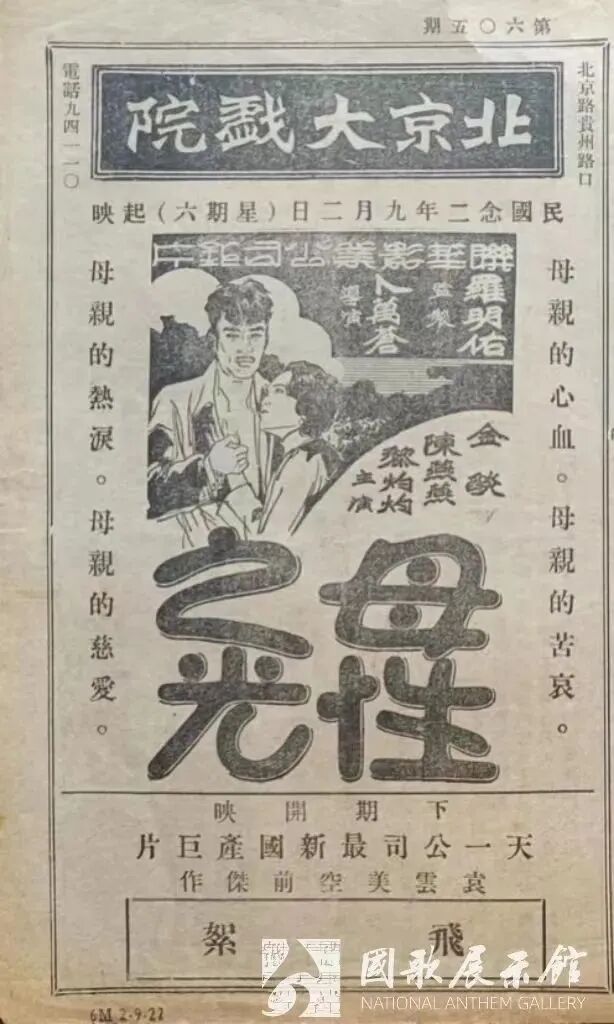 第六〇五期
北京路貴州路口
北京大戲院
電話九四一一〇
民國念二年九月二日(星期六)起映
母親的心血。母親的苦哀。
聯華影業公司鉅片
羅明佑監製
卜萬蒼導演
金燄
陳燕燕
黎灼灼
主演
母性
之光
母親的熱淚。母親的慈愛。
下期開映
天一公司最新國產巨片
袁雲美空前傑作
飛絮
國歌展示館
NATIONAL ANTHEM GALLERY
6M 2-9-22